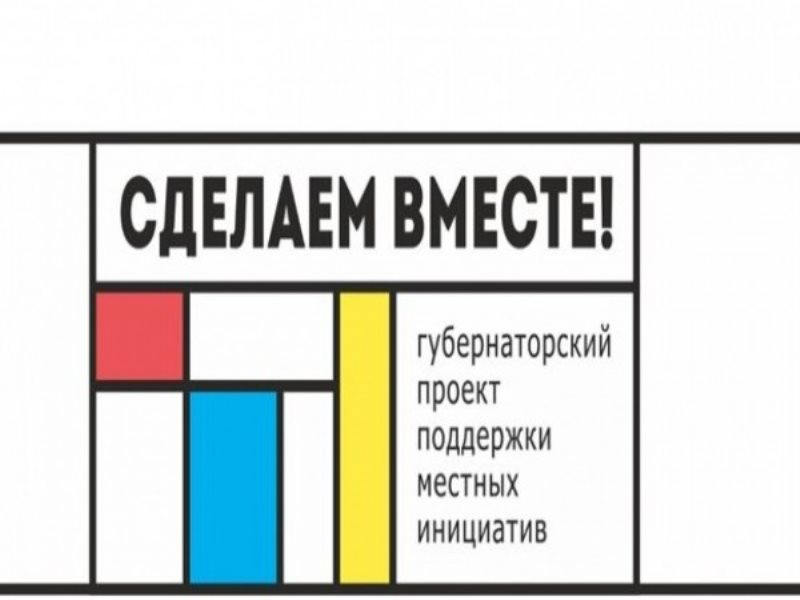 СДЕЛАЕМ ВМЕСТЕ!
губернаторский
проект
поддержки
местных
инициатив